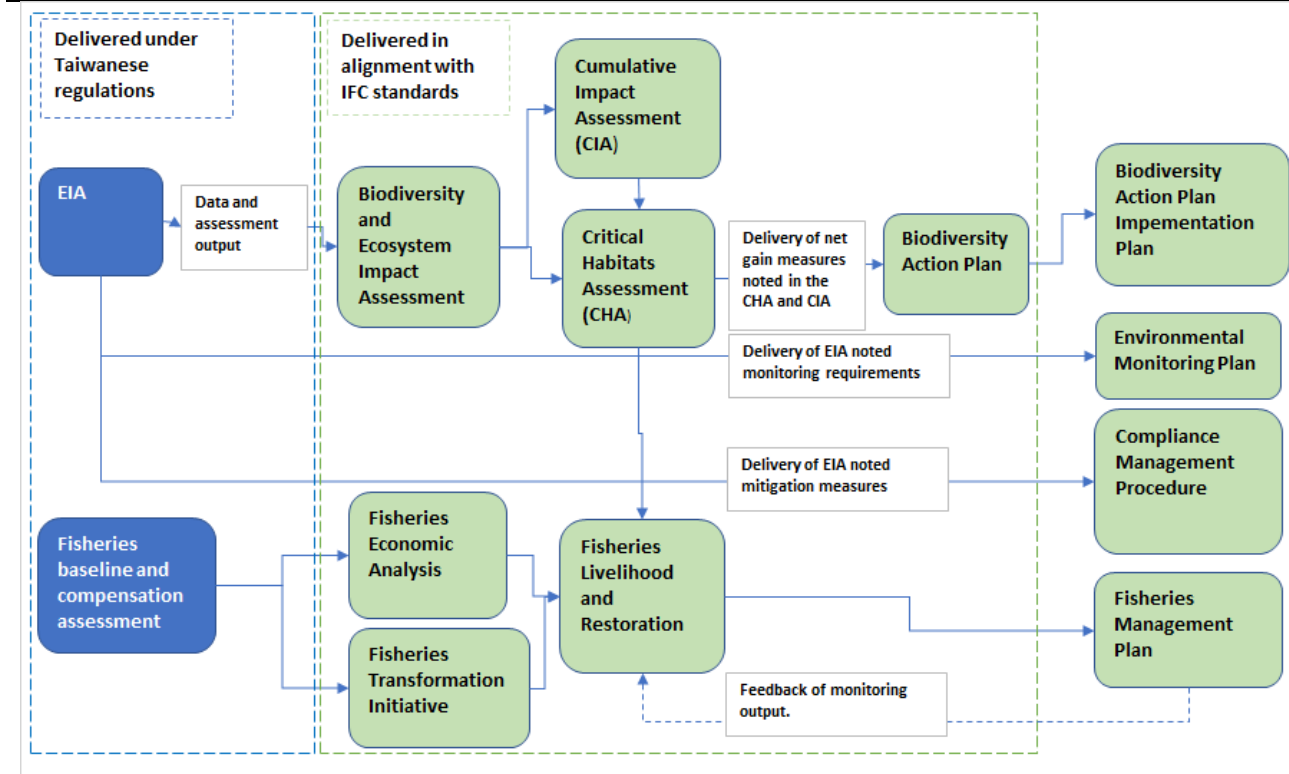 Delivered under
Taiwanese
regulations
Delivered in
alignment with
IFC standards
Cumulative
Impact
Assessment
(CIA)
EIA
Data and
assessment
output
Biodiversity
and
Ecosystem
Impact
Assessment
Critical
Habitats
Assessment
(CHA)
Delivery of net
gain measures
noted in the
CHA and CIA
Biodiversity
Action Plan
Biodiversity
Action Plan
Impementation
Plan
Delivery of EIA noted
monitoring requirements
Environmental
Monitoring Plan
Delivery of EIA noted
mitigation measures
Compliance
Management
Procedure
Fisheries
baseline and
compensation
assessment
Fisheries
Economic
Analysis
Fisheries
Transformation
Initiative
Fisheries
Livelihood
and
Restoration
Fisheries
Management
Plan
Feedback of monitoring
output.